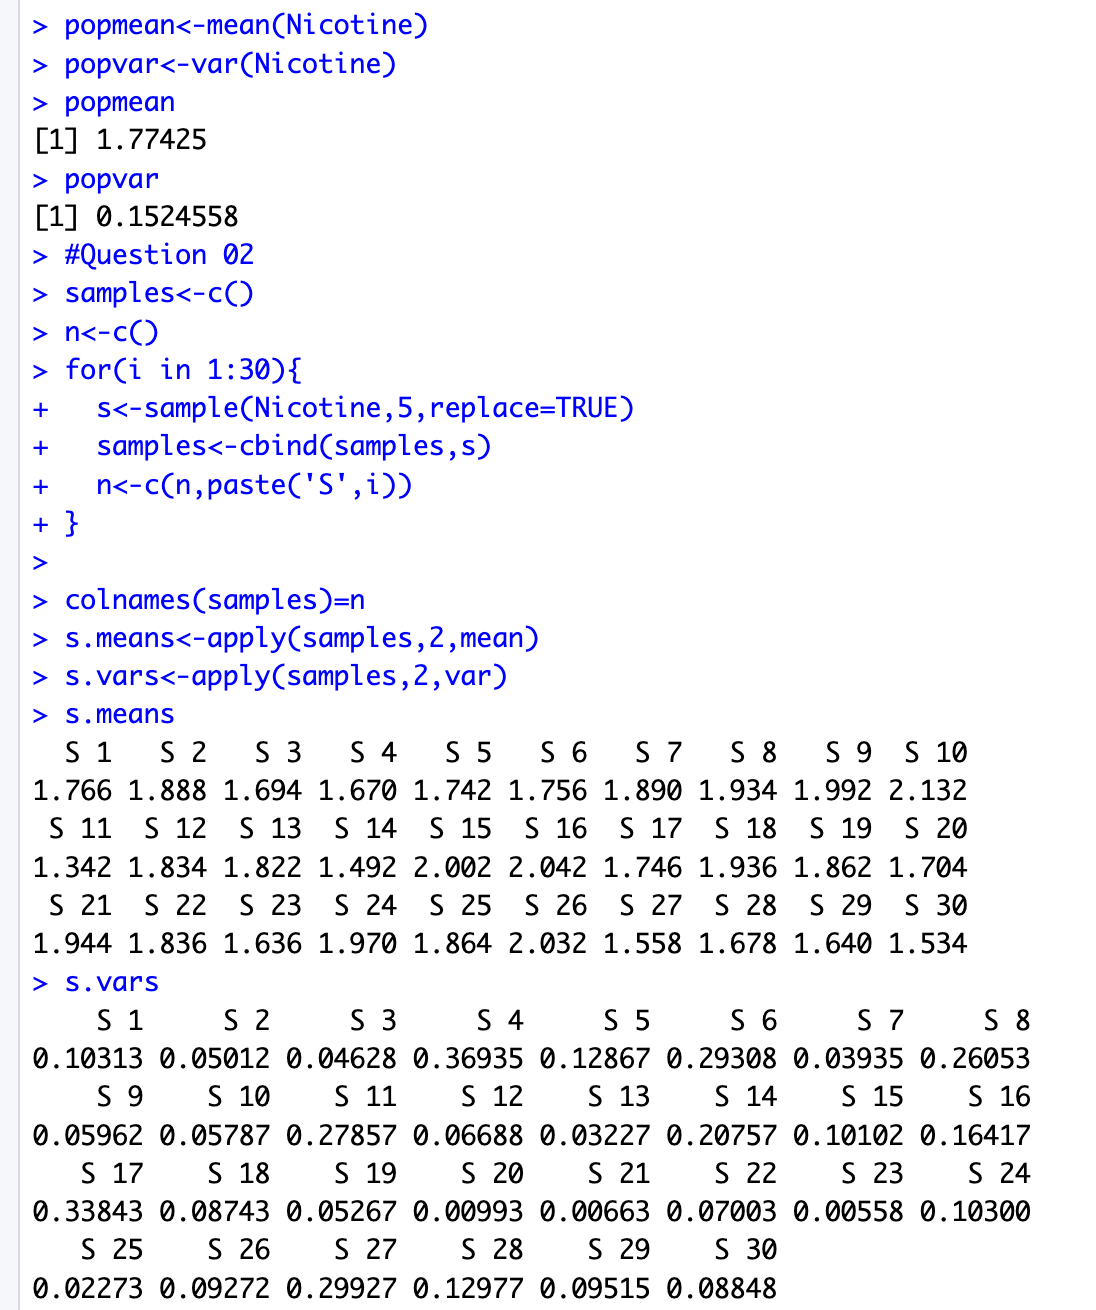 > popmean<-mean(Nicotine)
> popvar<-var(Nicotine)
> popmean
[1] 1.77425
> popvar
[1] 0.1524558
> #Question 02
> samples<-c()
> n<-c()
> for(i in 1:30){
+   s<-sample(Nicotine,5,replace=TRUE)
+   samples<-cbind(samples,s)
+   n<-c(n,paste('S',i))
+ }
>
> colnames(samples)=n
> s.means<-apply(samples,2,mean)
> s.vars<-apply(samples,2,var)
> s.means
  S 1   S 2   S 3   S 4   S 5   S 6   S 7   S 8   S 9  S 10
1.766 1.888 1.694 1.670 1.742 1.756 1.890 1.934 1.992 2.132
 S 11  S 12  S 13  S 14  S 15  S 16  S 17  S 18  S 19  S 20
1.342 1.834 1.822 1.492 2.002 2.042 1.746 1.936 1.862 1.704
 S 21  S 22  S 23  S 24  S 25  S 26  S 27  S 28  S 29  S 30
1.944 1.836 1.636 1.970 1.864 2.032 1.558 1.678 1.640 1.534
> s.vars
    S 1     S 2     S 3     S 4     S 5     S 6     S 7     S 8
0.10313 0.05012 0.04628 0.36935 0.12867 0.29308 0.03935 0.26053
    S 9    S 10    S 11    S 12    S 13    S 14    S 15    S 16
0.05962 0.05787 0.27857 0.06688 0.03227 0.20757 0.10102 0.16417
   S 17    S 18    S 19    S 20    S 21    S 22    S 23    S 24
0.33843 0.08743 0.05267 0.00993 0.00663 0.07003 0.00558 0.10300
   S 25    S 26    S 27    S 28    S 29    S 30
0.02273 0.09272 0.29927 0.12977 0.09515 0.08848